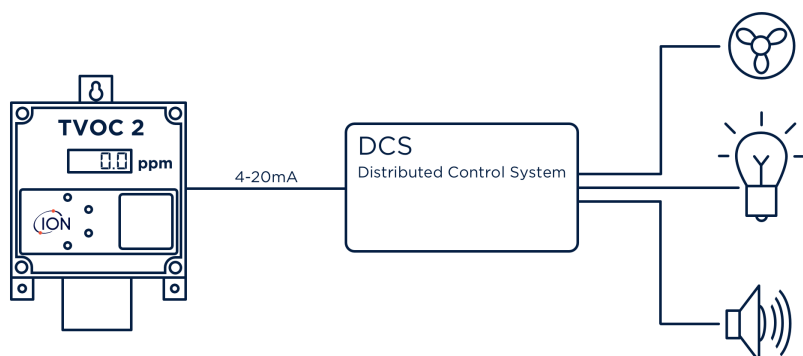 TVOC 2
0.0 ppm
ION
4-20mA
DCS
Distributed Control System